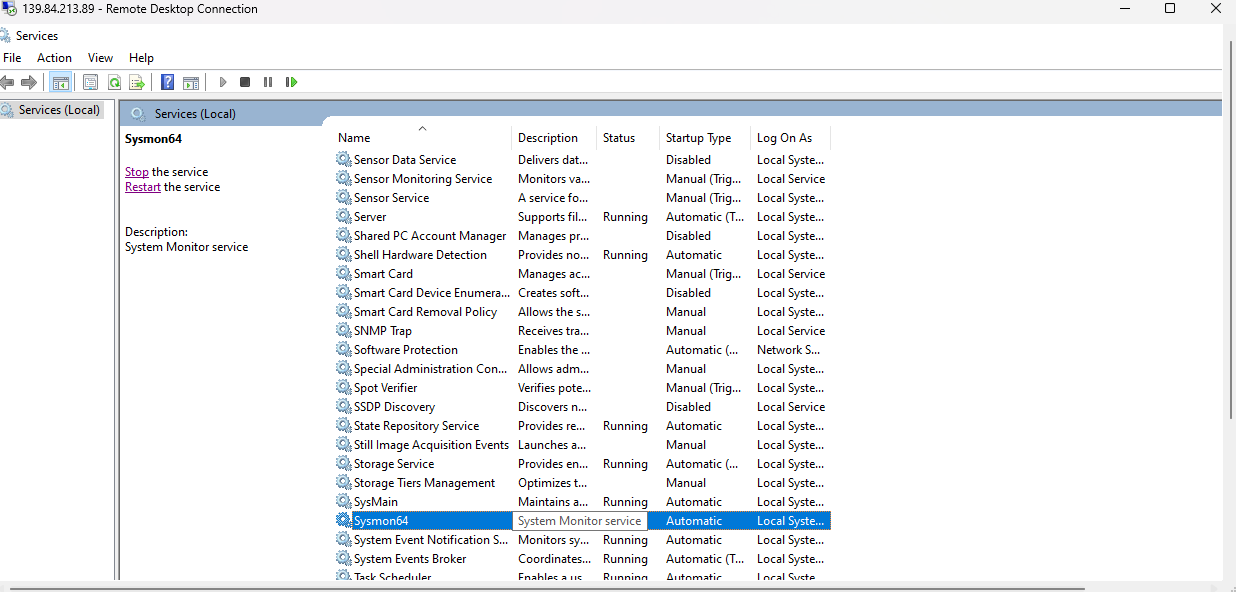 139.84.213.89 - Remote Desktop Connection
Services
File Action View Help
Services (Local)
Services (Local)
Sysmon64
Stop the service
Restart the service
Description:
System Monitor service
Name Description Status Startup Type Log On As
Sensor Data Service Delivers dat... Disabled Local Syste...
Sensor Monitoring Service Monitors va... Manual (Trig... Local Service
Sensor Service A service fo... Manual (Trig... Local Syste...
Server Supports fil... Running Automatic (T... Local Syste...
Shared PC Account Manager Manages pr... Disabled Local Syste...
Shell Hardware Detection Provides no... Running Automatic Local Syste...
Smart Card Manages ac... Manual (Trig... Local Service
Smart Card Device Enumera... Creates soft... Disabled Local Syste...
Smart Card Removal Policy Allows the s... Manual Local Syste...
SNMP Trap Receives tra... Manual Local Service
Software Protection Enables the ... Automatic (... Network S...
Special Administration Con... Allows adm... Manual Local Syste...
Spot Verifier Verifies pote... Manual (Trig... Local Syste...
SSDP Discovery Discovers n... Disabled Local Service
State Repository Service Provides re... Running Automatic Local Syste...
Still Image Acquisition Events Launches a... Manual Local Syste...
Storage Service Provides en... Running Automatic (... Local Syste...
Storage Tiers Management Optimizes t... Manual Local Syste...
SysMain Maintains a... Running Automatic Local Syste...
Sysmon64 System Monitor service Automatic Local Syste...
System Event Notification S... Monitors sy... Running Automatic Local Syste...
System Events Broker Coordinates... Running Automatic (T... Local Syste...
Task Scheduler Enables a us... Running Automatic Local Syste...